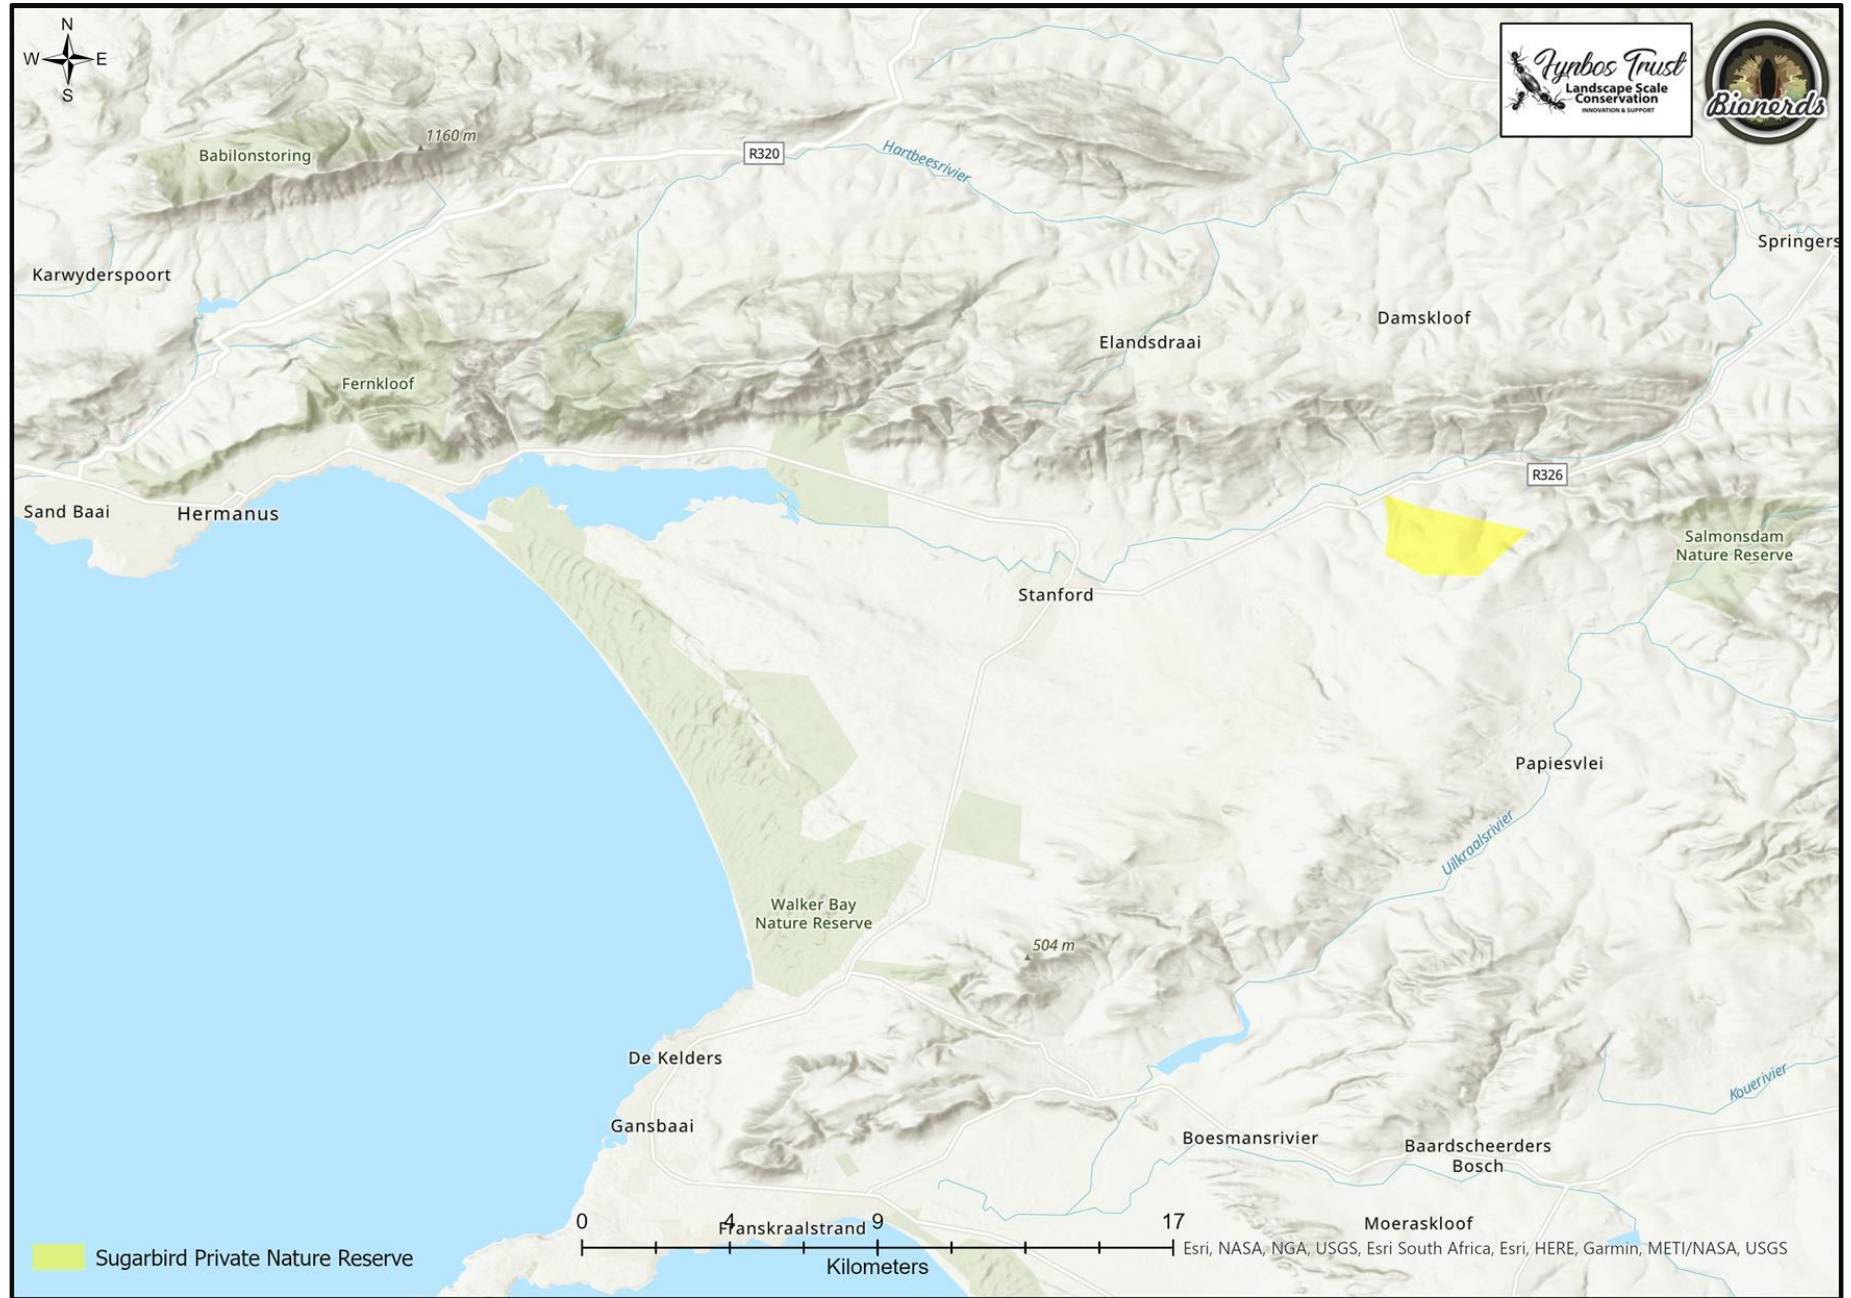 N
W E
S
Fynbos Trust
Landscape Scale
Conservation
INNOVATION & SUPPORT
Bionerds
1160 m
Babilonstoring
R320
Hartbeesrivier
Springers
Karwyderspoort
Damskloof
Elandsdraai
Fernkloof
R326
Sand Baai
Hermanus
Salmonsdam
Nature Reserve
Stanford
Papiesvlei
Uilkraalsrivier
Walker Bay
Nature Reserve
504 m
De Kelders
Kouerivier
Gansbaai
Boesmansrivier
Baardscheerders
Bosch
0 4 9 17
Franskraalstrand
Moeraskloof
Kilometers
Sugarbird Private Nature Reserve
Esri, NASA, NGA, USGS, Esri South Africa, Esri, HERE, Garmin, METI/NASA, USGS